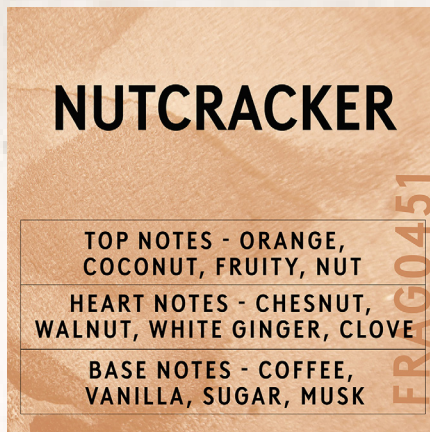 NUTCRACKER
TOP NOTES - ORANGE,
COCONUT, FRUITY, NUT
HEART NOTES - CHESNUT,
WALNUT, WHITE GINGER, CLOVE
BASE NOTES - COFFEE,
VANILLA, SUGAR, MUSK
FRAG0451